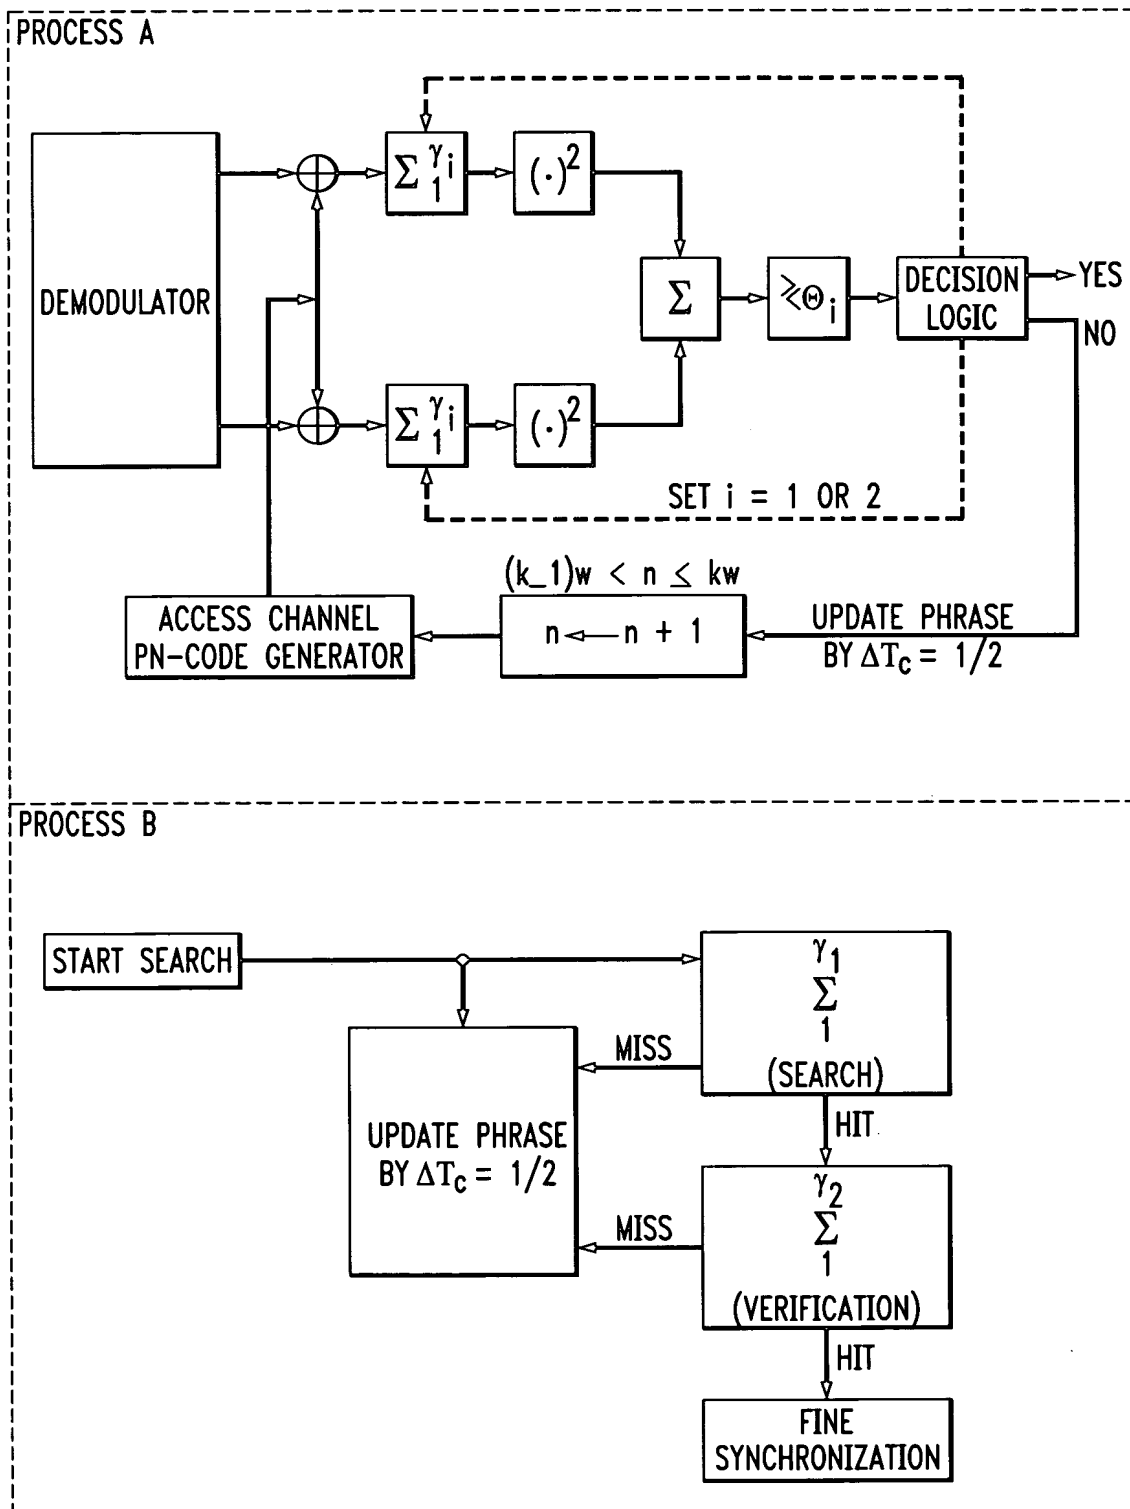 PROCESS A
DEMODULATOR
Σ γi 1
(·)²
Σ
≷Θi
DECISION
LOGIC
YES
NO
Σ γi 1
(·)²
SET i = 1 OR 2
(k_1)w < n ≤ kw
ACCESS CHANNEL
PN-CODE GENERATOR
n ← n + 1
UPDATE PHRASE
BY ΔTc = 1/2
PROCESS B
START SEARCH
γ1
Σ
1
(SEARCH)
MISS
HIT
UPDATE PHRASE
BY ΔTc = 1/2
γ2
Σ
1
(VERIFICATION)
MISS
HIT
FINE
SYNCHRONIZATION